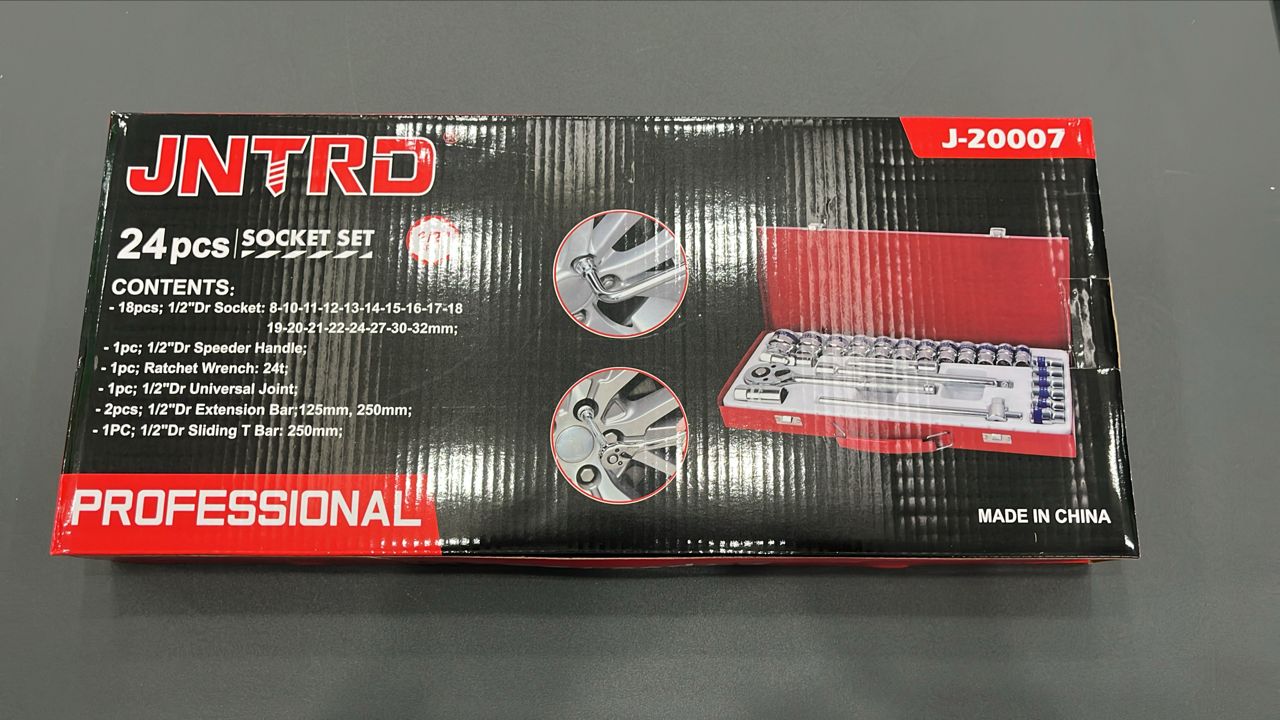 JNTRD
J-20007
24pcs SOCKET SET
CONTENTS:
- 18pcs; 1/2"Dr Socket: 8-10-11-12-13-14-15-16-17-18
19-20-21-22-24-27-30-32mm;
- 1pc; 1/2"Dr Speeder Handle;
- 1pc; Ratchet Wrench: 24t;
- 1pc; 1/2"Dr Universal Joint;
- 2pcs; 1/2"Dr Extension Bar;125mm, 250mm;
- 1PC; 1/2"Dr Sliding T Bar: 250mm;
PROFESSIONAL
MADE IN CHINA